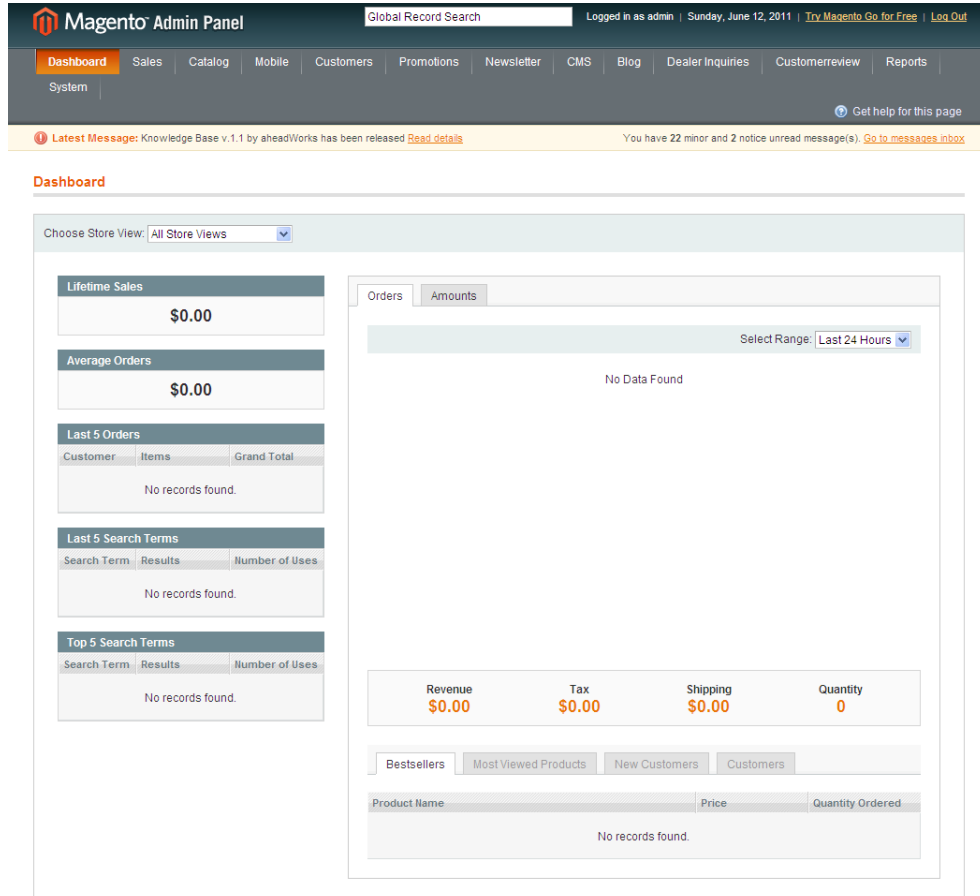 Magento Admin Panel
Global Record Search
Logged in as admin | Sunday, June 12, 2011 | Try Magento Go for Free | Log Out
Dashboard Sales Catalog Mobile Customers Promotions Newsletter CMS Blog Dealer Inquiries Customerreview Reports
System
Get help for this page
Latest Message: Knowledge Base v.1.1 by aheadWorks has been released Read details
You have 22 minor and 2 notice unread message(s). Go to messages inbox
Dashboard
Choose Store View: All Store Views
Lifetime Sales
$0.00
Average Orders
$0.00
Last 5 Orders
Customer Items Grand Total
No records found.
Last 5 Search Terms
Search Term Results Number of Uses
No records found.
Top 5 Search Terms
Search Term Results Number of Uses
No records found.
Orders Amounts
Select Range: Last 24 Hours
No Data Found
Revenue Tax Shipping Quantity
$0.00 $0.00 $0.00 0
Bestsellers Most Viewed Products New Customers Customers
Product Name Price Quantity Ordered
No records found.